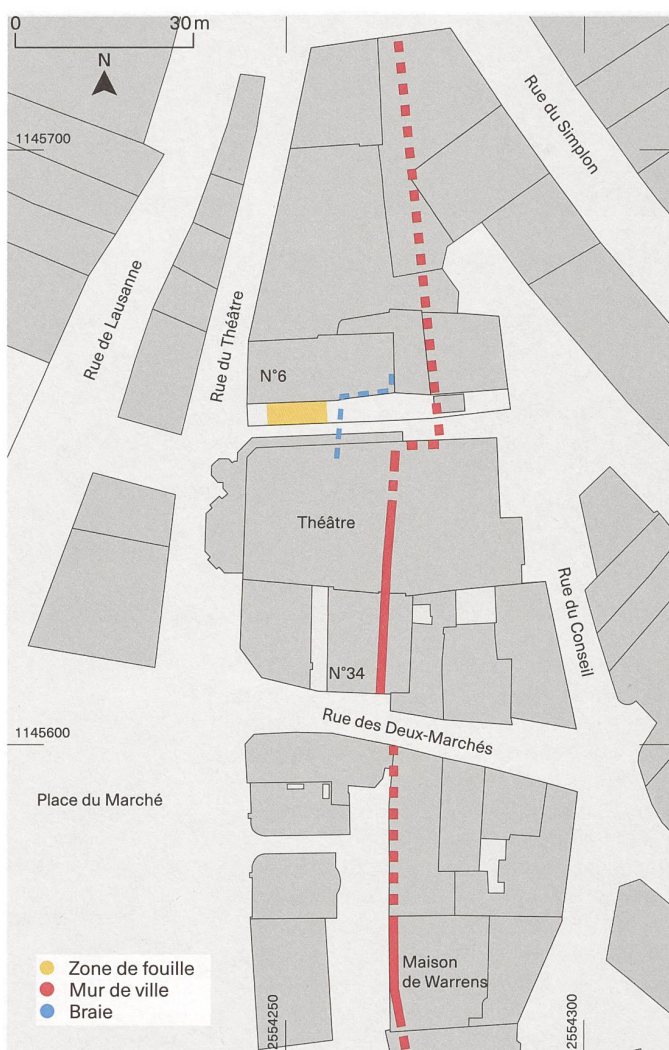 0 30 m
N
1145700
Rue du Simplon
Rue de Lausanne
Rue du Théâtre
N°6
Théâtre
Rue du Conseil
N°34
Rue des Deux-Marchés
1145600
Place du Marché
Maison
de Warrens
Zone de fouille
Mur de ville
Braie
2554250
2554300